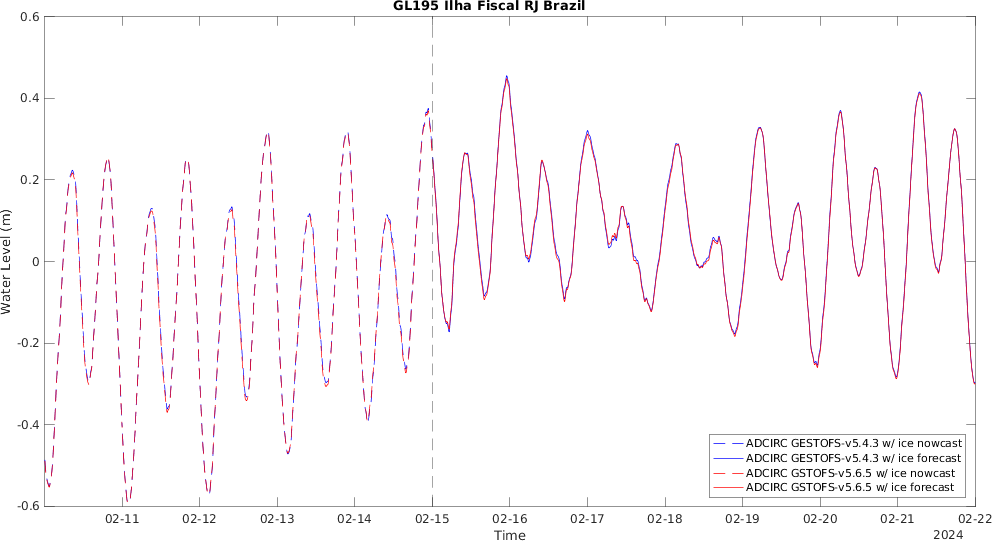 GL195 Ilha Fiscal RJ Brazil
0.6
0.4
0.2
0
-0.2
-0.4
-0.6
Water Level (m)
02-11 02-12 02-13 02-14 02-15 02-16 02-17 02-18 02-19 02-20 02-21 02-22
Time
2024
ADCIRC GESTOFS-v5.4.3 w/ ice nowcast
ADCIRC GESTOFS-v5.4.3 w/ ice forecast
ADCIRC GSTOFS-v5.6.5 w/ ice nowcast
ADCIRC GSTOFS-v5.6.5 w/ ice forecast